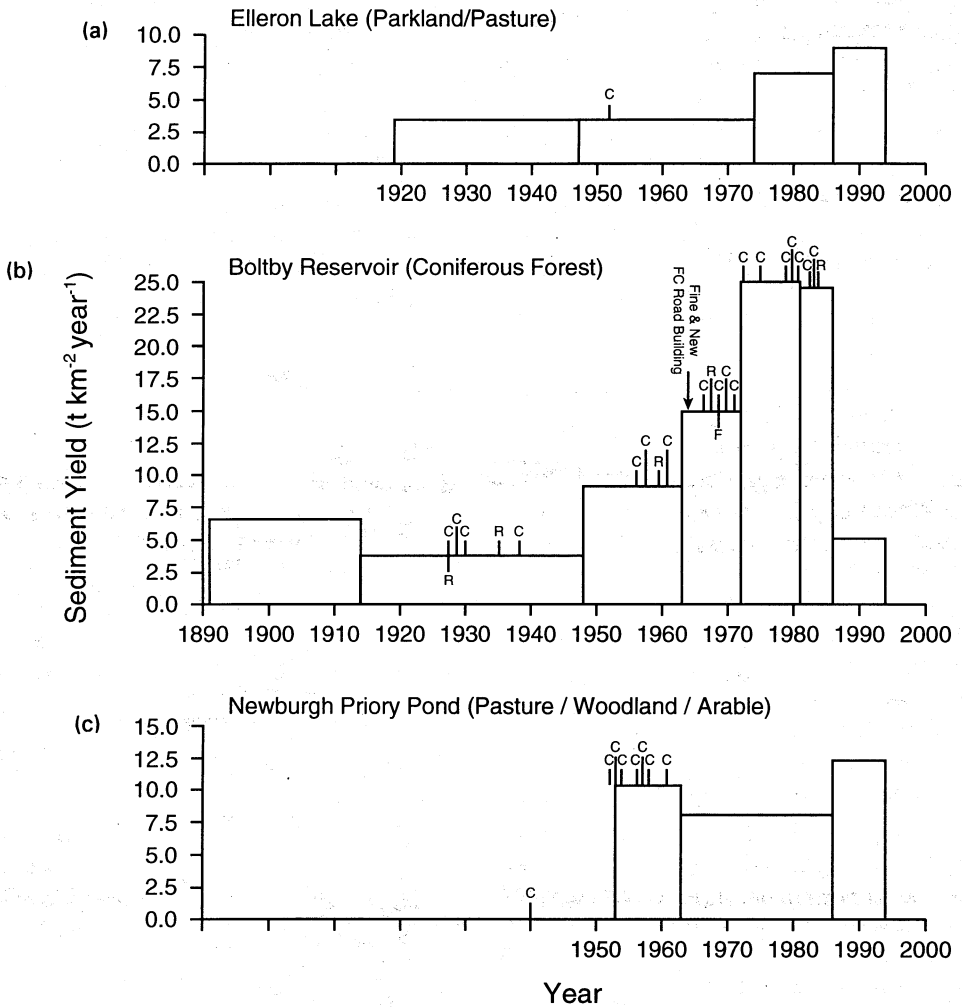 (a)
Elleron Lake (Parkland/Pasture)
10.0
7.5
5.0
2.5
0.0
C
1920 1930 1940 1950 1960 1970 1980 1990 2000
(b)
Boltby Reservoir (Coniferous Forest)
Sediment Yield (t km-2 year-1)
25.0
22.5
20.0
17.5
15.0
12.5
10.0
7.5
5.0
2.5
0.0
C C C R C
R
C C R C
Fine & New
FC Road Building
C R C C C
F
C C C C C C C R
1890 1900 1910 1920 1930 1940 1950 1960 1970 1980 1990 2000
(c)
Newburgh Priory Pond (Pasture / Woodland / Arable)
15.0
12.5
10.0
7.5
5.0
2.5
0.0
C
C C C C C C C
1950 1960 1970 1980 1990 2000
Year